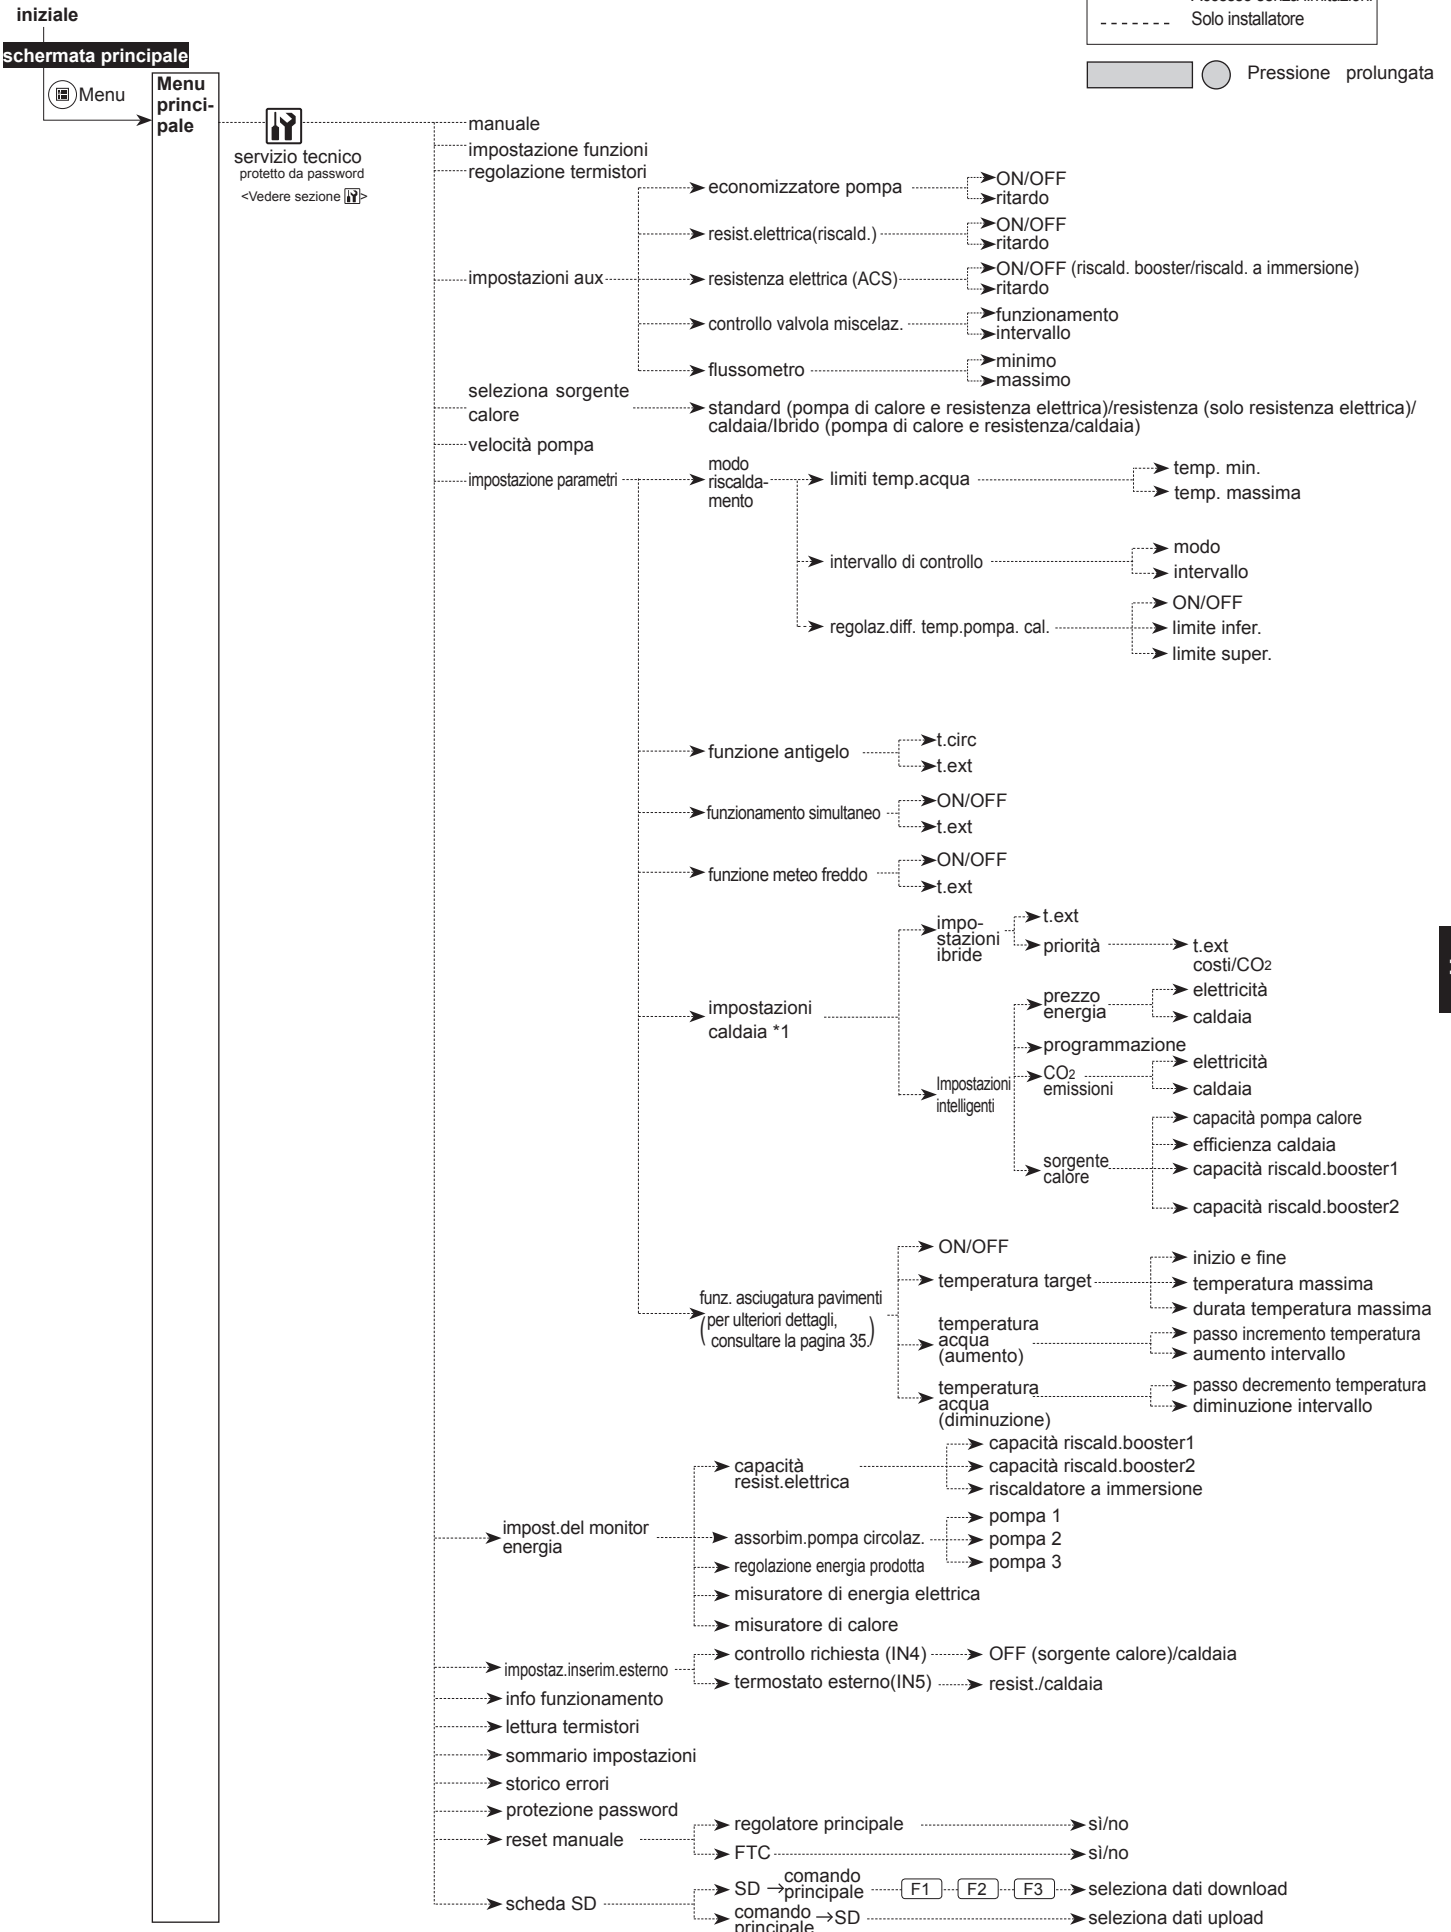 iniziale
Solo installatore
schermata principale
Pressione prolungata
Menu
Menu
princi-
pale
servizio tecnico
protetto da password
<Vedere sezione >
manuale
impostazione funzioni
regolazione termistori
economizzatore pompa
ON/OFF
ritardo
resist.elettrica(riscald.)
ON/OFF
ritardo
impostazioni aux
resistenza elettrica (ACS)
ON/OFF (riscald. booster/riscald. a immersione)
ritardo
controllo valvola miscelaz.
funzionamento
intervallo
flussometro
minimo
massimo
seleziona sorgente
calore
standard (pompa di calore e resistenza elettrica)/resistenza (solo resistenza elettrica)/
caldaia/Ibrido (pompa di calore e resistenza/caldaia)
velocità pompa
impostazione parametri
modo
riscalda-
mento
limiti temp.acqua
temp. min.
temp. massima
intervallo di controllo
modo
intervallo
regolaz.diff. temp.pompa. cal.
ON/OFF
limite infer.
limite super.
funzione antigelo
t.circ
t.ext
funzionamento simultaneo
ON/OFF
t.ext
funzione meteo freddo
ON/OFF
t.ext
impostazioni
caldaia *1
impo-
stazioni
ibride
t.ext
priorità
t.ext
costi/CO2
Impostazioni
intelligenti
prezzo
energia
elettricità
caldaia
programmazione
CO2
emissioni
elettricità
caldaia
sorgente
calore
capacità pompa calore
efficienza caldaia
capacità riscald.booster1
capacità riscald.booster2
funz. asciugatura pavimenti
(per ulteriori dettagli,
consultare la pagina 35.)
ON/OFF
temperatura target
inizio e fine
temperatura massima
durata temperatura massima
temperatura
acqua
(aumento)
passo incremento temperatura
aumento intervallo
temperatura
acqua
(diminuzione)
passo decremento temperatura
diminuzione intervallo
impost.del monitor
energia
capacità
resist.elettrica
capacità riscald.booster1
capacità riscald.booster2
riscaldatore a immersione
assorbim.pompa circolaz.
pompa 1
pompa 2
pompa 3
regolazione energia prodotta
misuratore di energia elettrica
misuratore di calore
impostaz.inserim.esterno
controllo richiesta (IN4)
OFF (sorgente calore)/caldaia
termostato esterno(IN5)
resist./caldaia
info funzionamento
lettura termistori
sommario impostazioni
storico errori
protezione password
reset manuale
regolatore principale
sì/no
FTC
sì/no
scheda SD
SD → comando
principale
F1 F2 F3
seleziona dati download
comando → SD
principale
seleziona dati upload